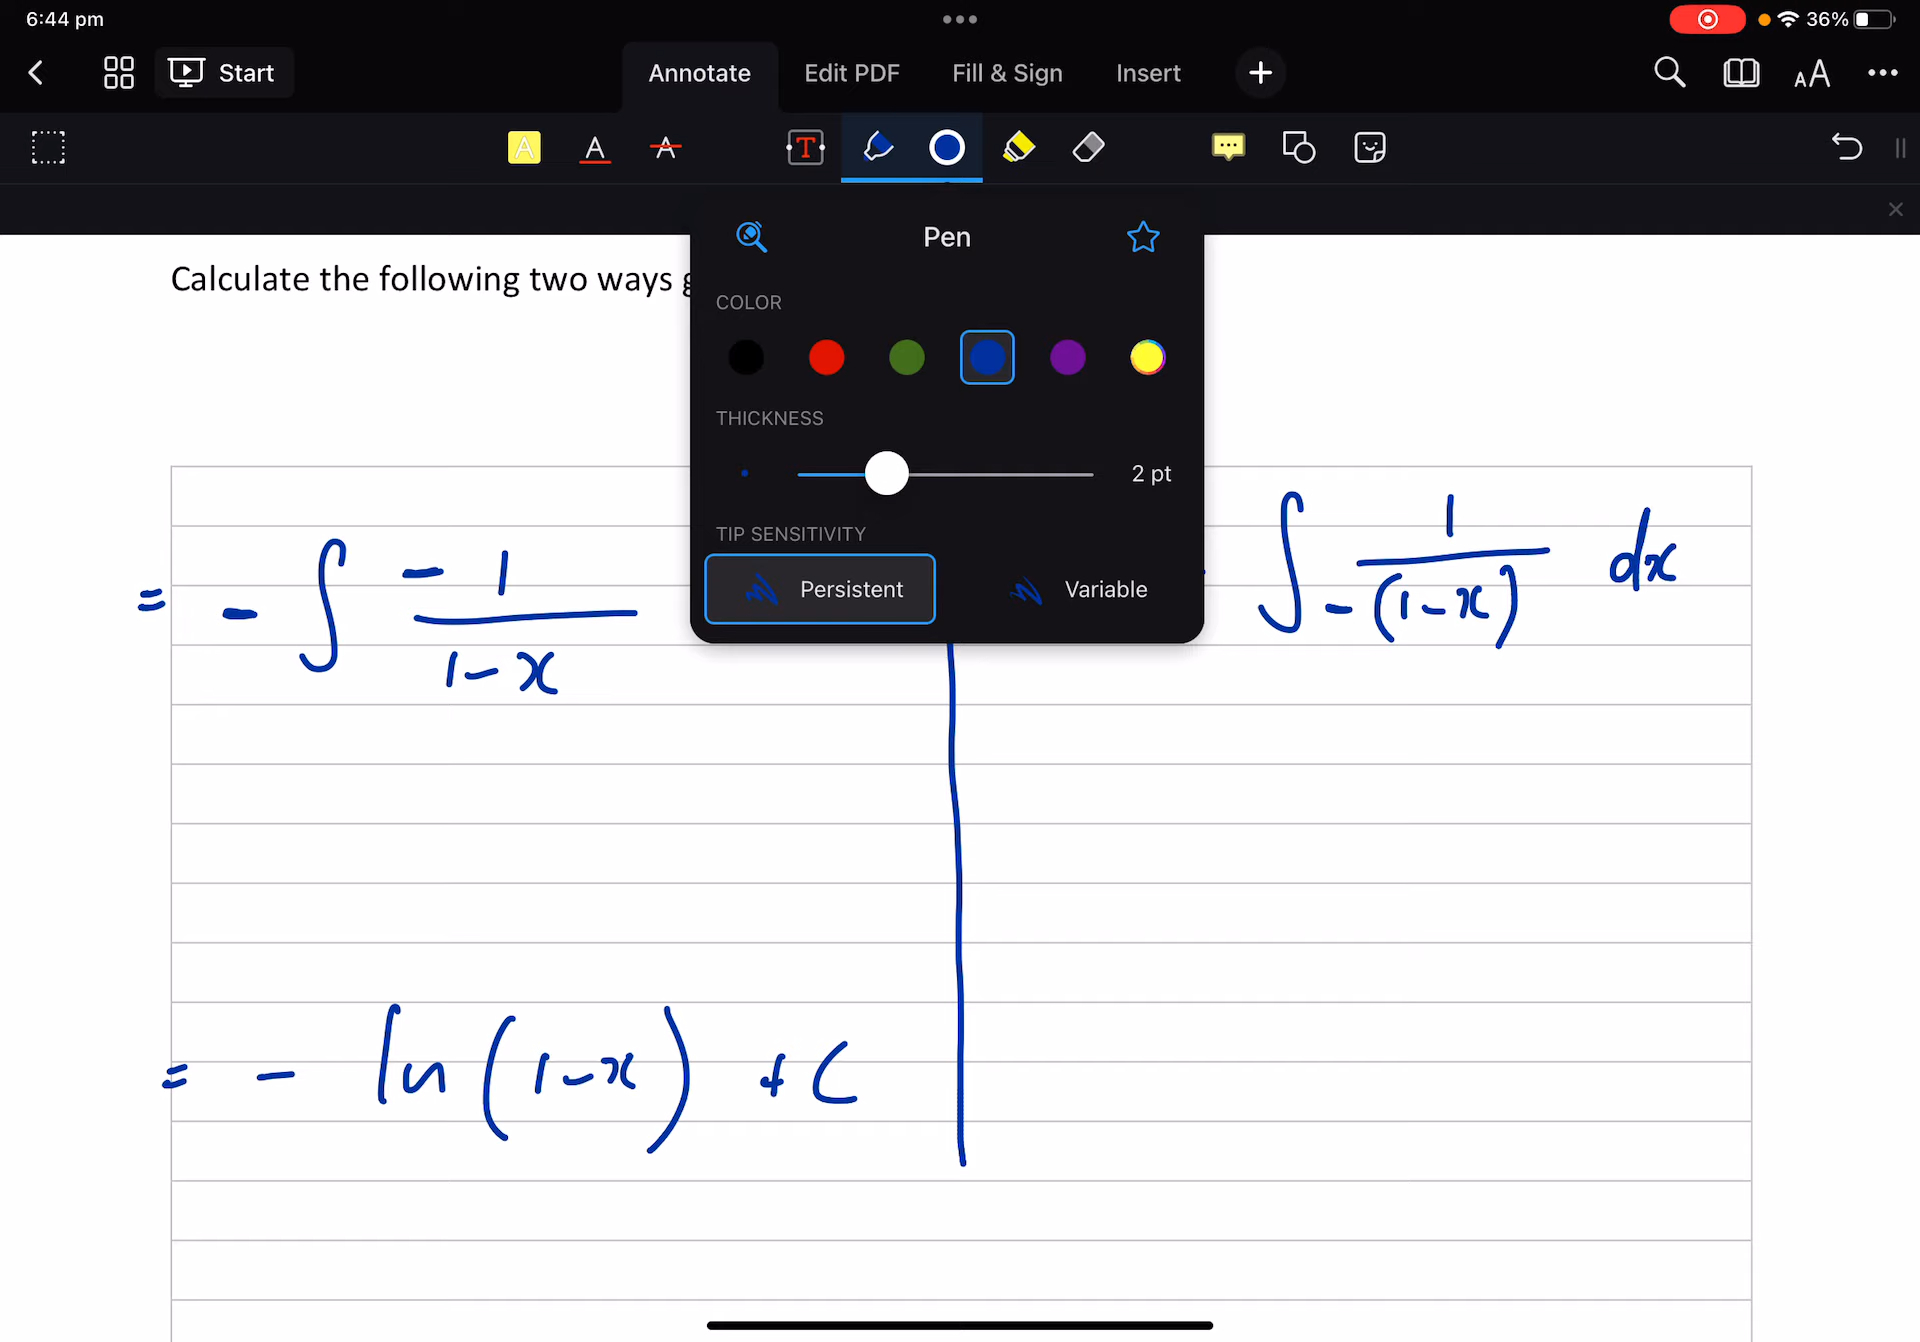 6:44 pm
36%
Start
Annotate
Edit PDF
Fill & Sign
Insert
A A T
AA
Pen
Calculate the following two ways
COLOR
THICKNESS
2 pt
TIP SENSITIVITY
Persistent
Variable
= - ∫ -1/(1-x)
∫ 1/(-(1-x)) dx
= - ln (1-x) + C